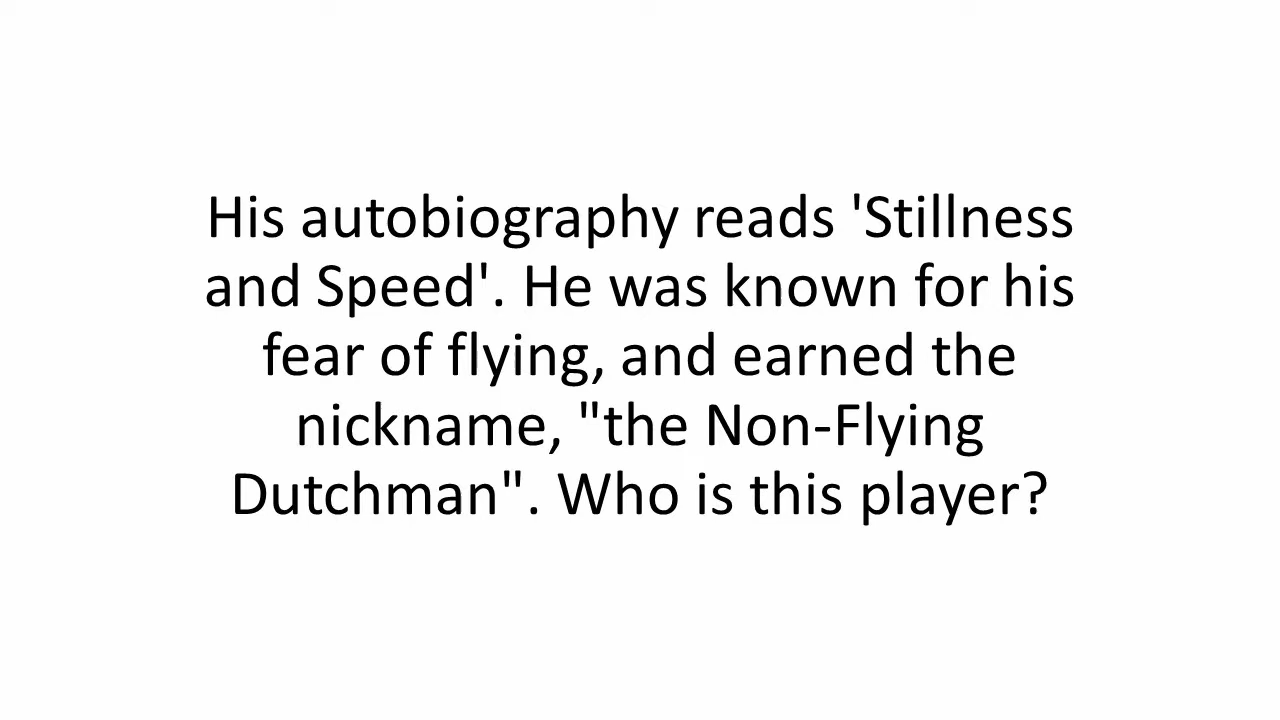 His autobiography reads 'Stillness
and Speed'. He was known for his
fear of flying, and earned the
nickname, "the Non-Flying
Dutchman". Who is this player?